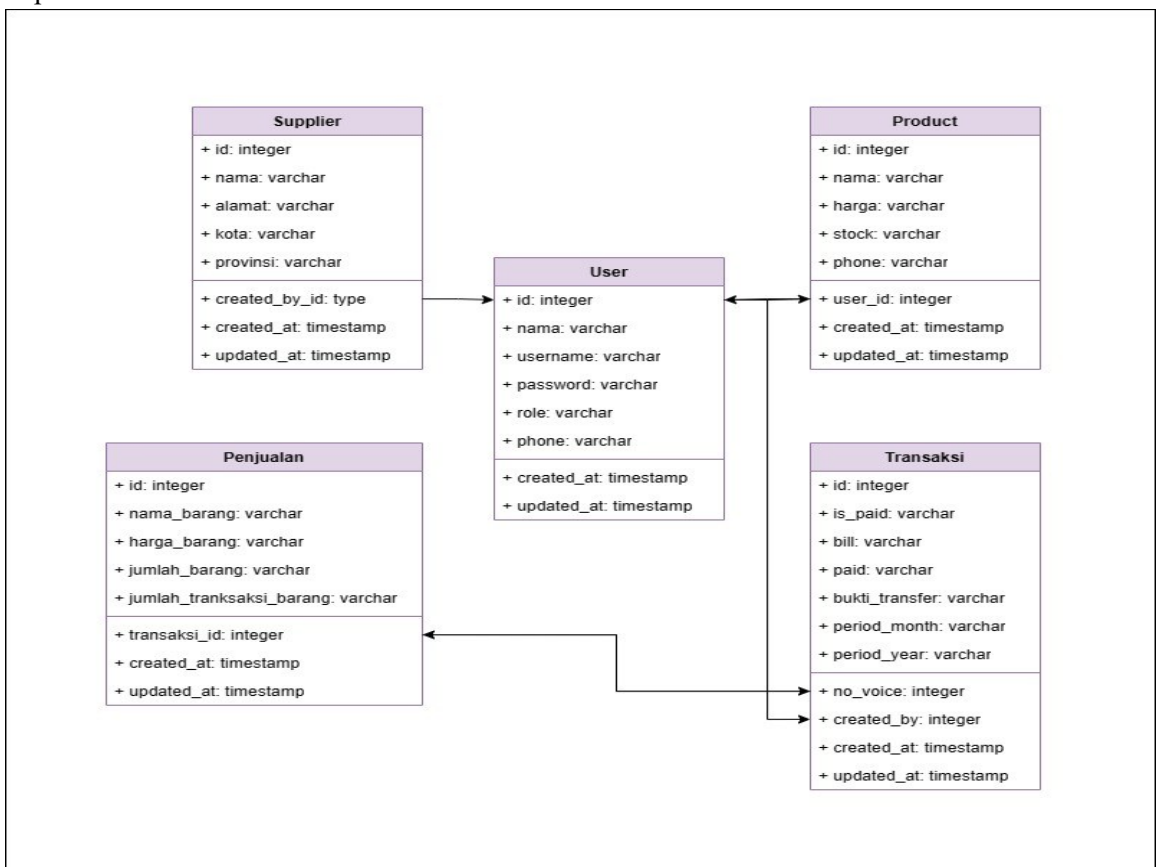 Supplier
+ id: integer
+ nama: varchar
+ alamat: varchar
+ kota: varchar
+ provinsi: varchar
+ created_by_id: type
+ created_at: timestamp
+ updated_at: timestamp
Product
+ id: integer
+ nama: varchar
+ harga: varchar
+ stock: varchar
+ phone: varchar
+ user_id: integer
+ created_at: timestamp
+ updated_at: timestamp
User
+ id: integer
+ nama: varchar
+ username: varchar
+ password: varchar
+ role: varchar
+ phone: varchar
+ created_at: timestamp
+ updated_at: timestamp
Penjualan
+ id: integer
+ nama_barang: varchar
+ harga_barang: varchar
+ jumlah_barang: varchar
+ jumlah_tranksaksi_barang: varchar
+ transaksi_id: integer
+ created_at: timestamp
+ updated_at: timestamp
Transaksi
+ id: integer
+ is_paid: varchar
+ bill: varchar
+ paid: varchar
+ bukti_transfer: varchar
+ period_month: varchar
+ period_year: varchar
+ no_voice: integer
+ created_by: integer
+ created_at: timestamp
+ updated_at: timestamp